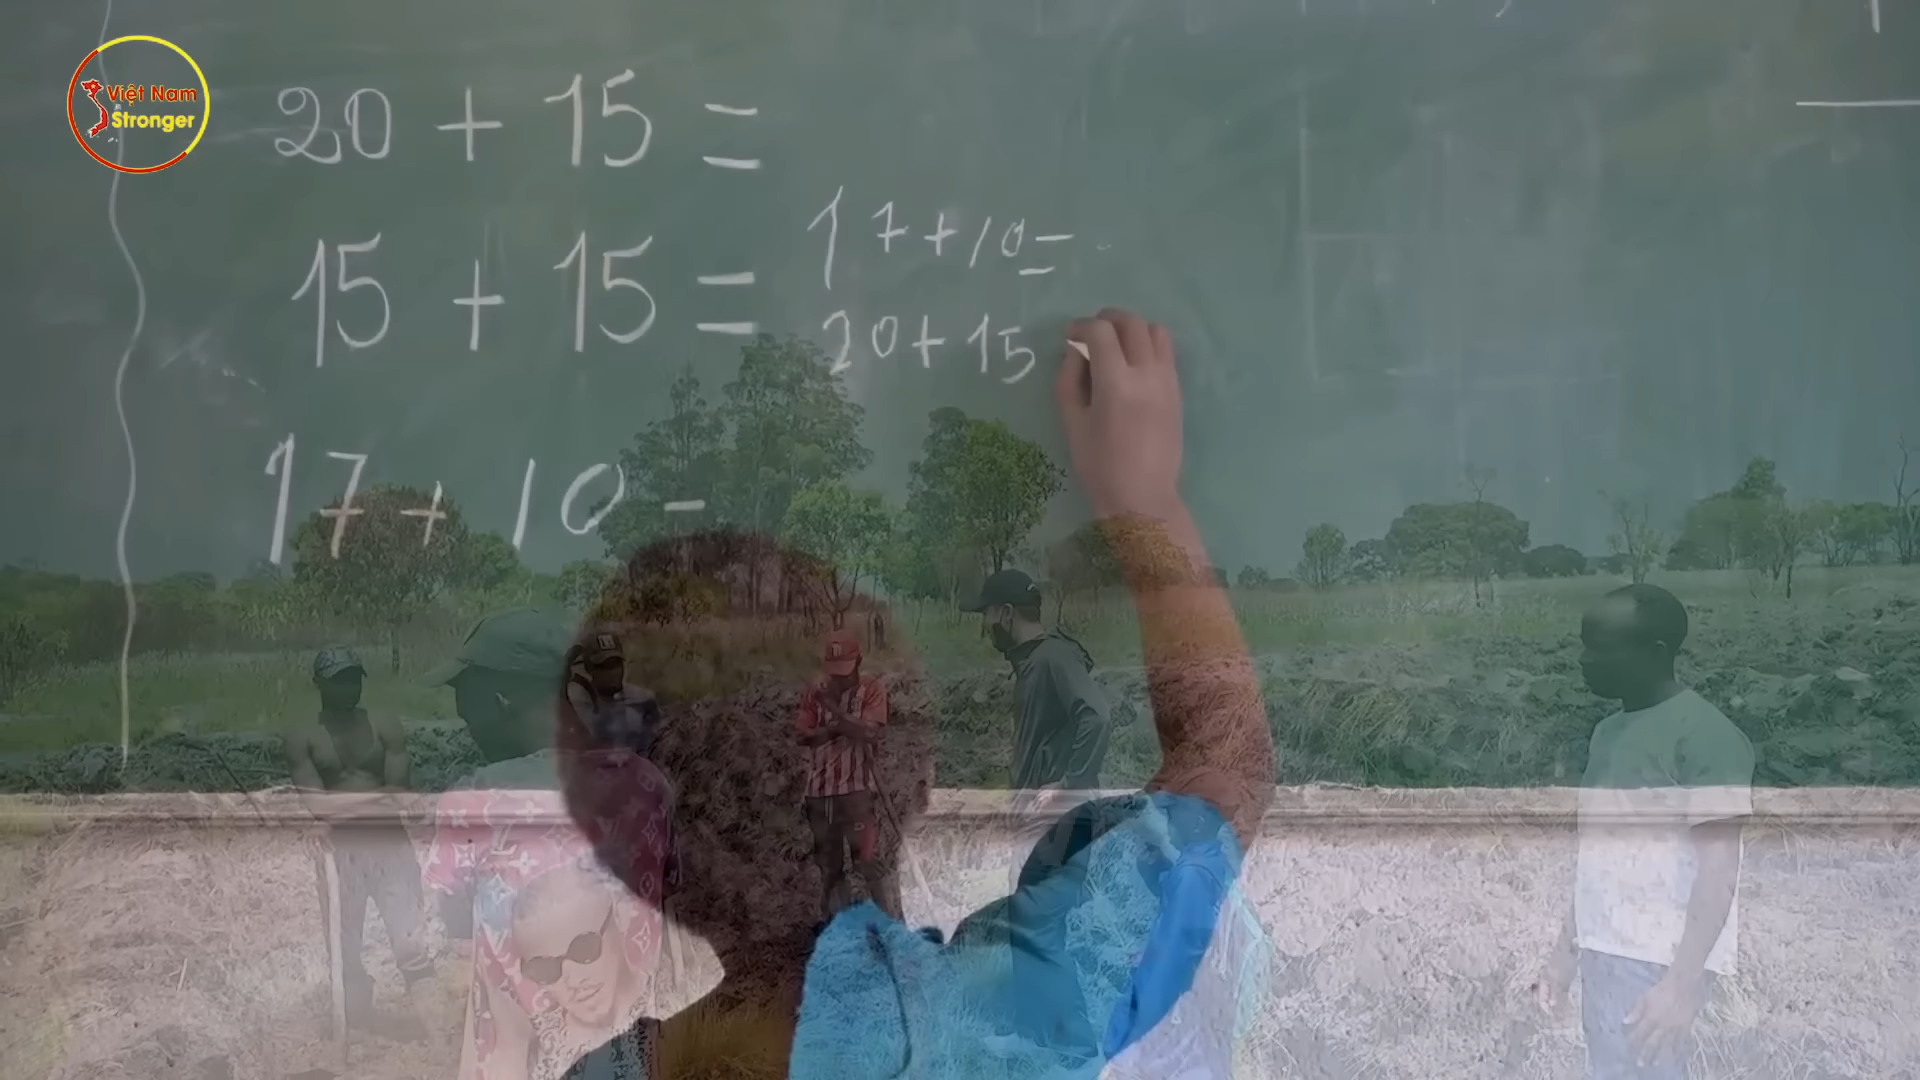 Việt Nam
Stronger
20 + 15 =
15 + 15 =
17 + 10 -
17 + 10 =
20 + 15